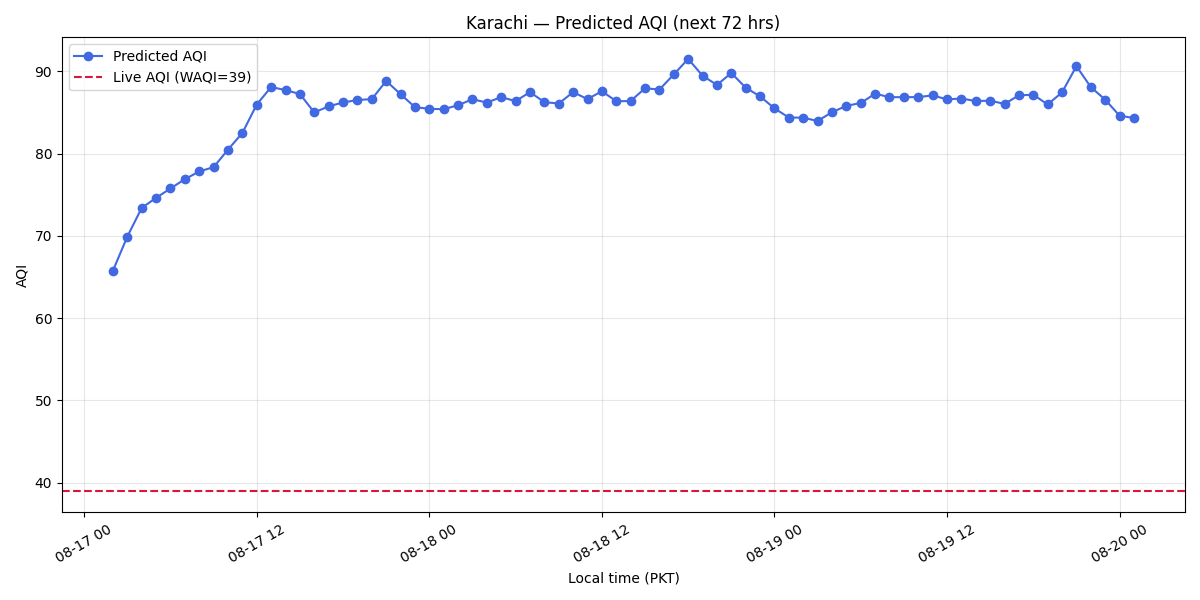 Karachi — Predicted AQI (next 72 hrs)
Predicted AQI
Live AQI (WAQI=39)
AQI
90
80
70
60
50
40
08-17 00
08-17 12
08-18 00
08-18 12
08-19 00
08-19 12
08-20 00
Local time (PKT)